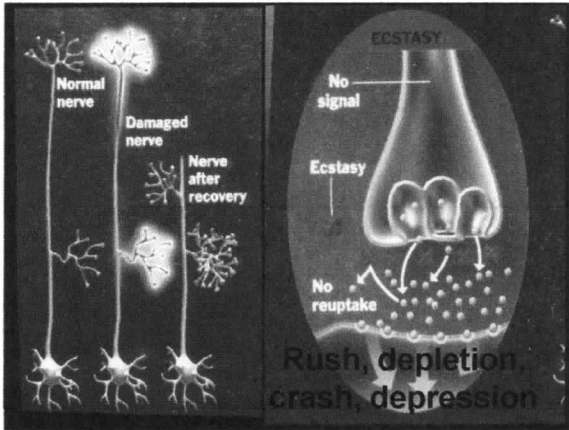 Normal
nerve
Damaged
nerve
Nerve
after
recovery
ECSTASY
No
signal
Ecstasy
No
reuptake
Rush, depletion,
crash, depression